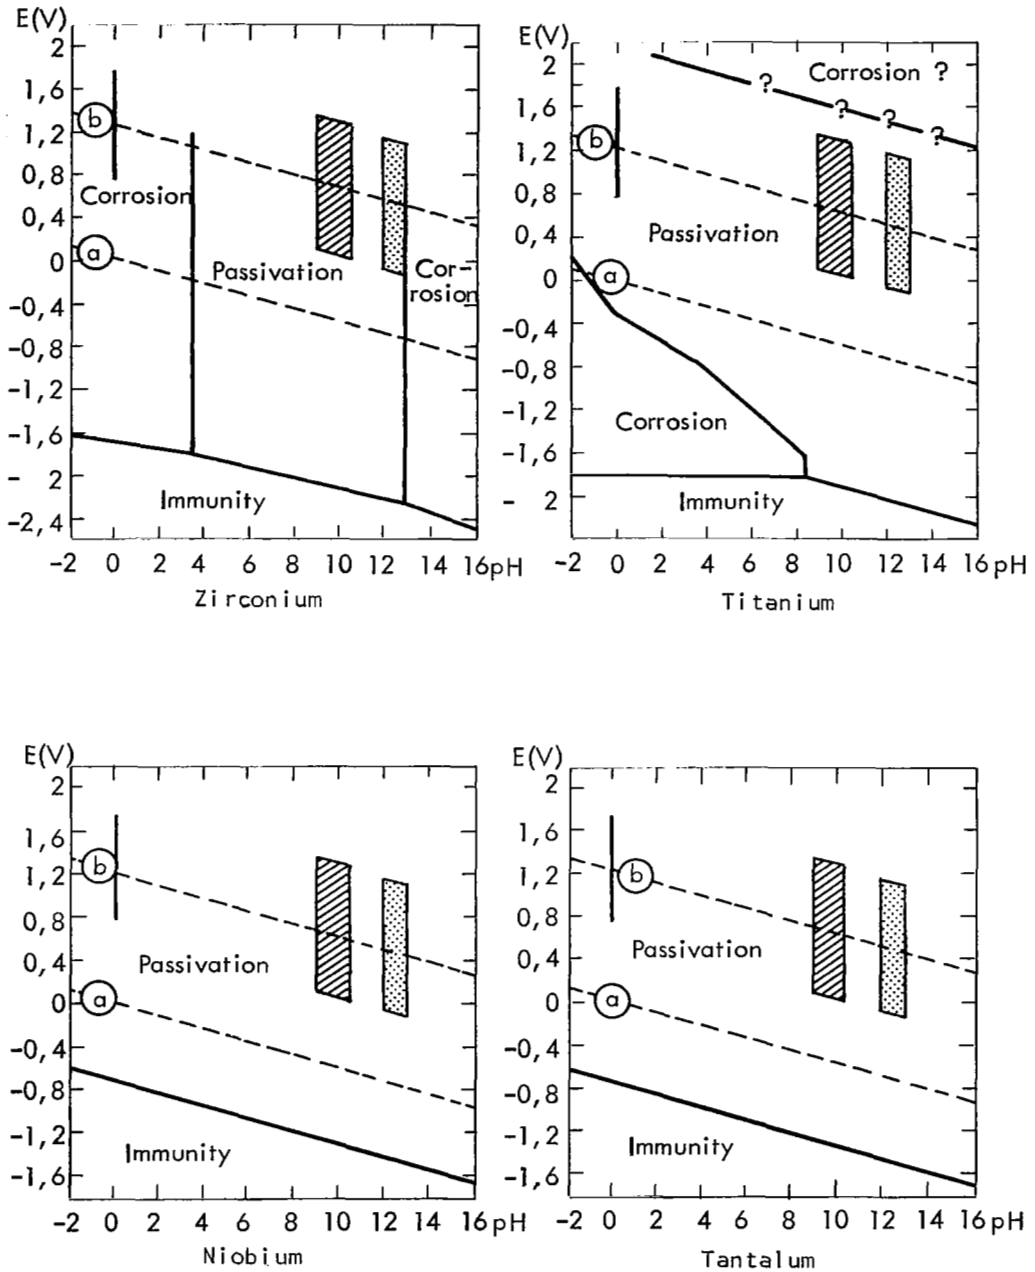 E(V)
2
1,6
b
1,2
0,8
Corrosion
0,4
a
0
Passivation
Cor-
rosion
-0,4
-0,8
-1,2
-1,6
- 2
Immunity
-2,4
-2 0 2 4 6 8 10 12 14 16 pH
Zirconium
E(V)
2
Corrosion ?
? ? ? ?
1,6
b
1,2
0,8
Passivation
0,4
a
0
-0,4
-0,8
-1,2
Corrosion
-1,6
- 2
Immunity
-2 0 2 4 6 8 10 12 14 16 pH
Titanium
E(V)
2
1,6
b
1,2
0,8
Passivation
0,4
a
0
-0,4
-0,8
-1,2
Immunity
-1,6
-2 0 2 4 6 8 10 12 14 16 pH
Niobium
E(V)
2
1,6
b
1,2
0,8
Passivation
0,4
a
0
-0,4
-0,8
-1,2
Immunity
-1,6
-2 0 2 4 6 8 10 12 14 16 pH
Tantalum